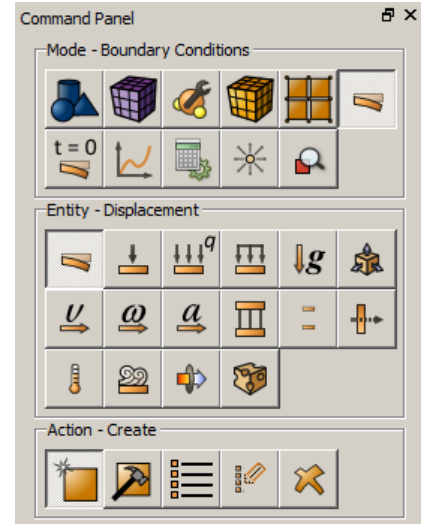 Command Panel
Mode - Boundary Conditions
t = 0
Entity - Displacement
q
g
v ω a
Action - Create